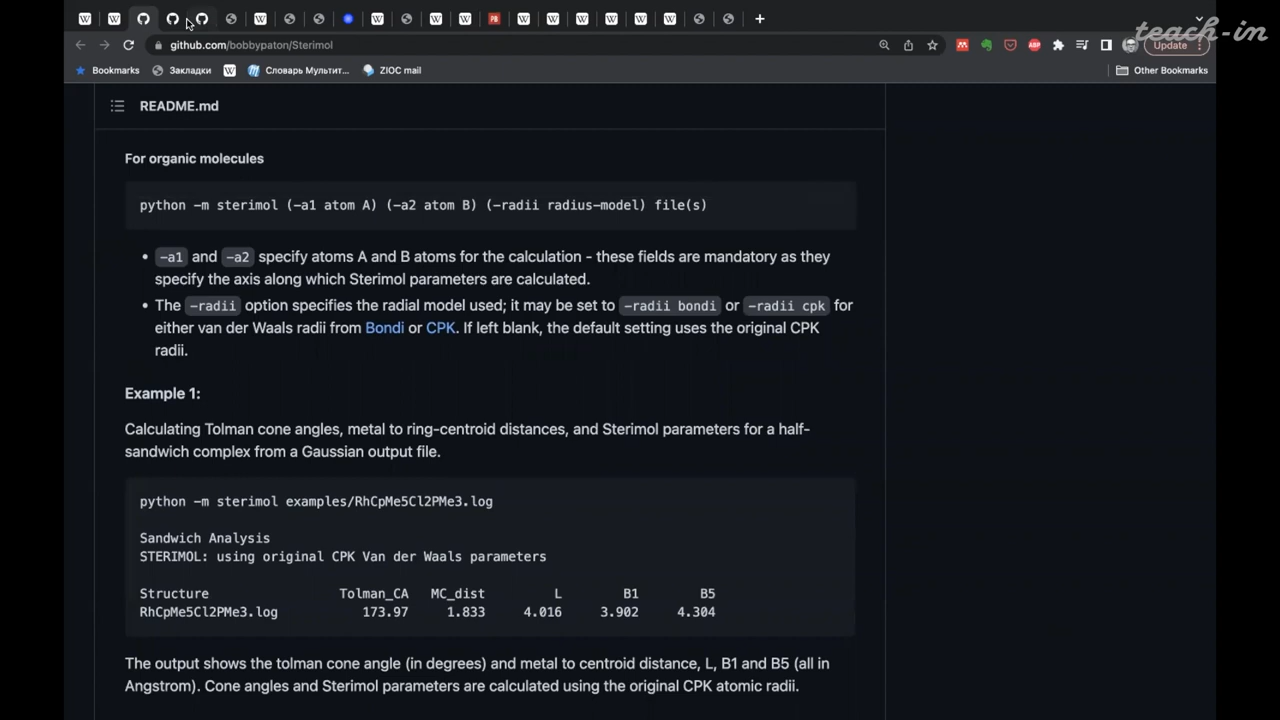 teach-in
github.com/bobbypaton/Sterimol
Update
Bookmarks
Закладки
Словарь Мультит...
ZIOC mail
Other Bookmarks
README.md
For organic molecules
python -m sterimol (-a1 atom A) (-a2 atom B) (-radii radius-model) file(s)
• -a1 and -a2 specify atoms A and B atoms for the calculation - these fields are mandatory as they
specify the axis along which Sterimol parameters are calculated.
• The -radii option specifies the radial model used; it may be set to -radii bondi or -radii cpk for
either van der Waals radii from Bondi or CPK. If left blank, the default setting uses the original CPK
radii.
Example 1:
Calculating Tolman cone angles, metal to ring-centroid distances, and Sterimol parameters for a half-
sandwich complex from a Gaussian output file.
python -m sterimol examples/RhCpMe5Cl2PMe3.log
Sandwich Analysis
STERIMOL: using original CPK Van der Waals parameters
Structure Tolman_CA MC_dist L B1 B5
RhCpMe5Cl2PMe3.log 173.97 1.833 4.016 3.902 4.304
The output shows the tolman cone angle (in degrees) and metal to centroid distance, L, B1 and B5 (all in
Angstrom). Cone angles and Sterimol parameters are calculated using the original CPK atomic radii.